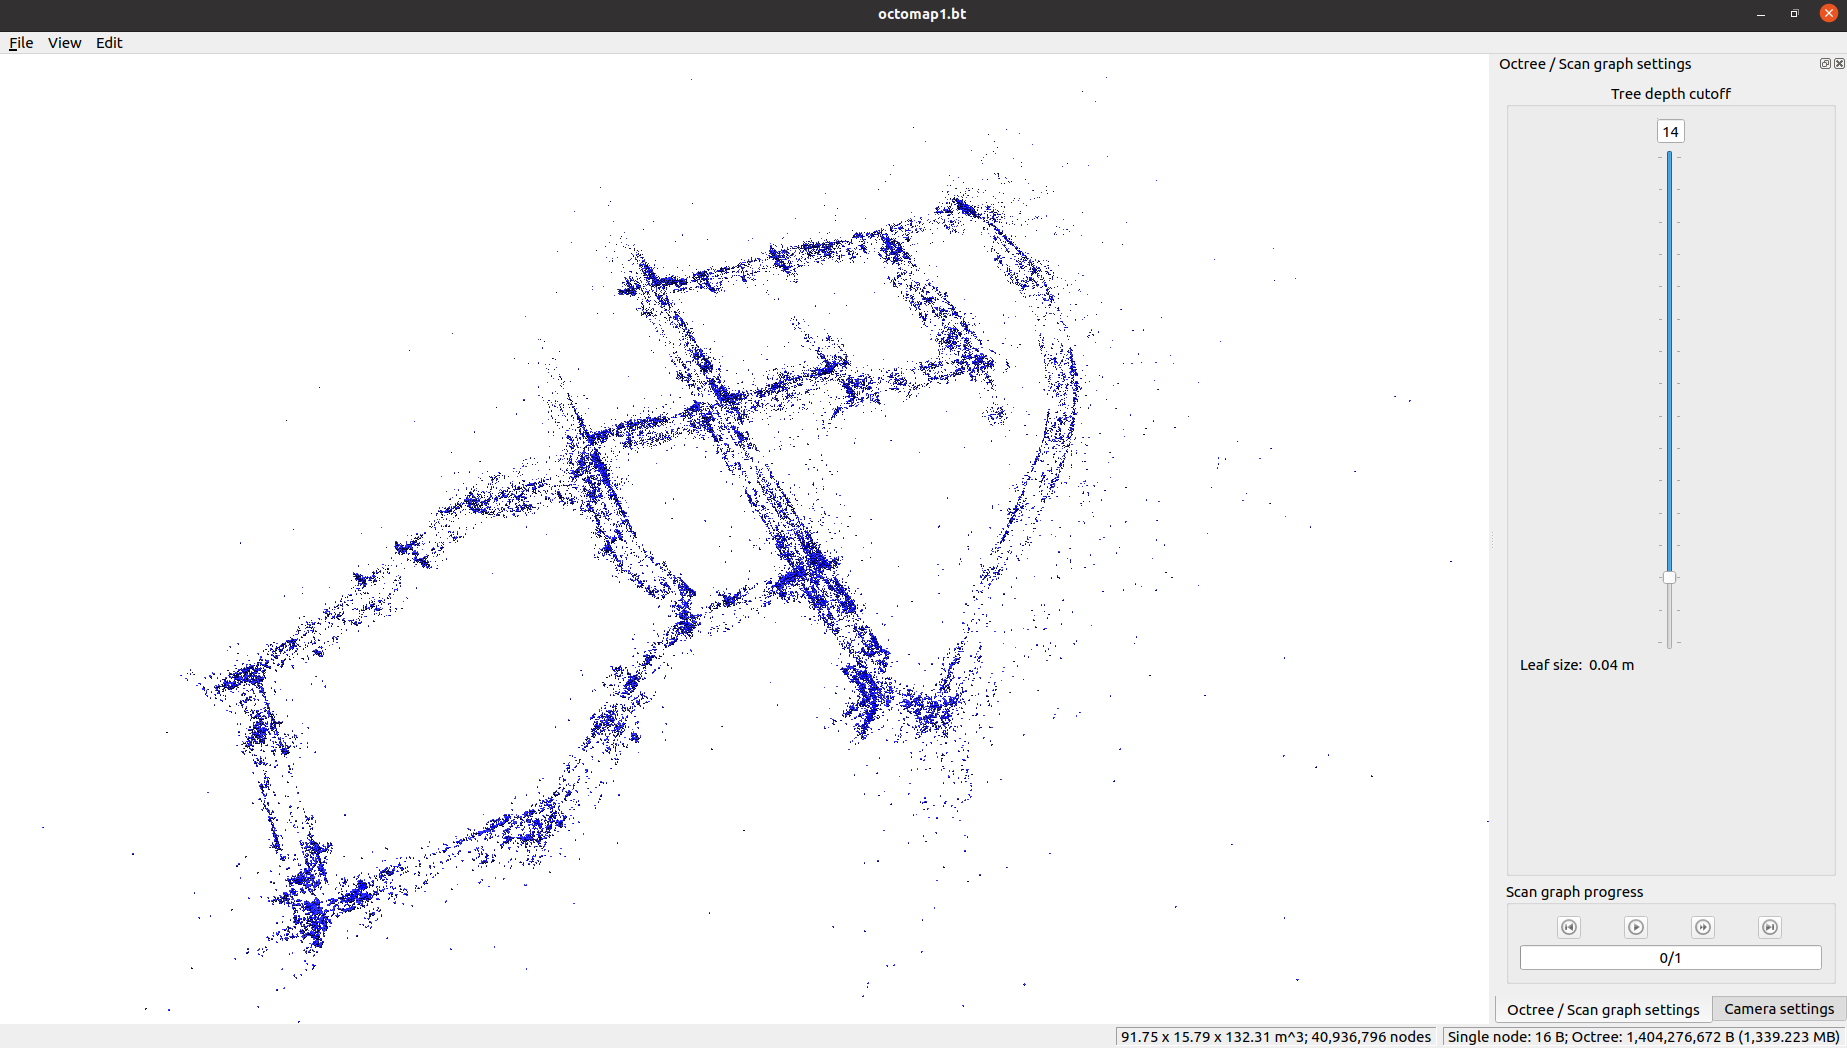 octomap1.bt
File View Edit
Octree / Scan graph settings
Tree depth cutoff
14
Leaf size: 0.04 m
Scan graph progress
0/1
Octree / Scan graph settings Camera settings
91.75 x 15.79 x 132.31 m^3; 40,936,796 nodes Single node: 16 B; Octree: 1,404,276,672 B (1,339.223 MB)